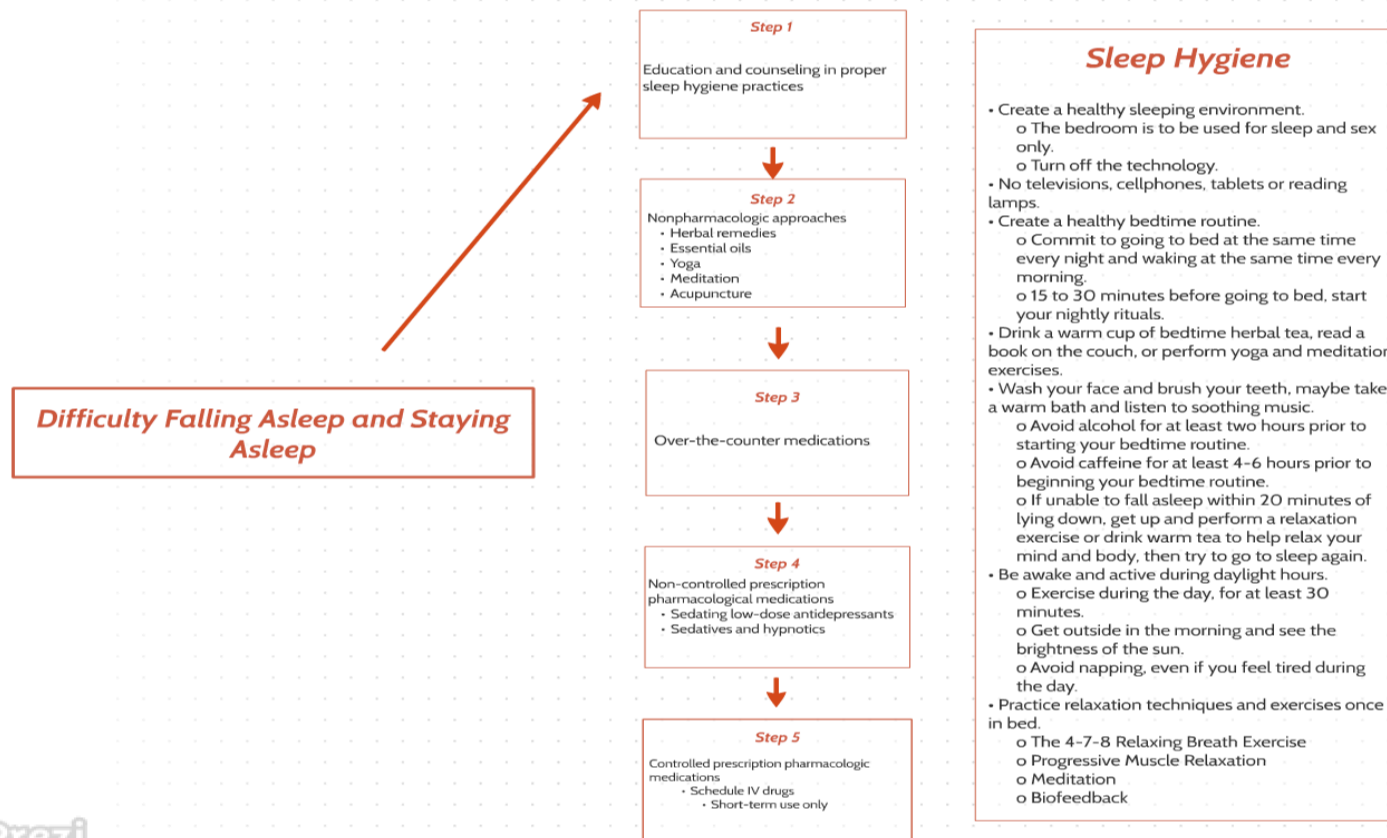 Difficulty Falling Asleep and Staying
Asleep
Step 1
Education and counseling in proper
sleep hygiene practices
Step 2
Nonpharmacologic approaches
• Herbal remedies
• Essential oils
• Yoga
• Meditation
• Acupuncture
Step 3
Over-the-counter medications
Step 4
Non-controlled prescription
pharmacological medications
• Sedating low-dose antidepressants
• Sedatives and hypnotics
Step 5
Controlled prescription pharmacologic
medications
• Schedule IV drugs
• Short-term use only
Sleep Hygiene
• Create a healthy sleeping environment.
o The bedroom is to be used for sleep and sex
only.
o Turn off the technology.
• No televisions, cellphones, tablets or reading
lamps.
• Create a healthy bedtime routine.
o Commit to going to bed at the same time
every night and waking at the same time every
morning.
o 15 to 30 minutes before going to bed, start
your nightly rituals.
• Drink a warm cup of bedtime herbal tea, read a
book on the couch, or perform yoga and meditation
exercises.
• Wash your face and brush your teeth, maybe take
a warm bath and listen to soothing music.
o Avoid alcohol for at least two hours prior to
starting your bedtime routine.
o Avoid caffeine for at least 4-6 hours prior to
beginning your bedtime routine.
o If unable to fall asleep within 20 minutes of
lying down, get up and perform a relaxation
exercise or drink warm tea to help relax your
mind and body, then try to go to sleep again.
• Be awake and active during daylight hours.
o Exercise during the day, for at least 30
minutes.
o Get outside in the morning and see the
brightness of the sun.
o Avoid napping, even if you feel tired during
the day.
• Practice relaxation techniques and exercises once
in bed.
o The 4-7-8 Relaxing Breath Exercise
o Progressive Muscle Relaxation
o Meditation
o Biofeedback
Prezi